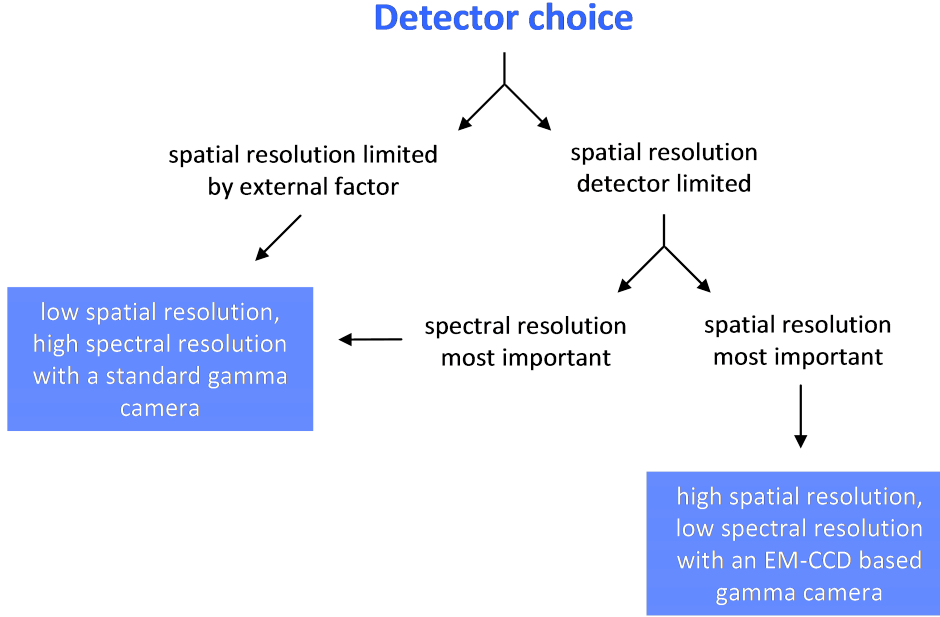 Detector choice
spatial resolution limited
by external factor
spatial resolution
detector limited
low spatial resolution,
high spectral resolution
with a standard gamma
camera
spectral resolution
most important
spatial resolution
most important
high spatial resolution,
low spectral resolution
with an EM-CCD based
gamma camera